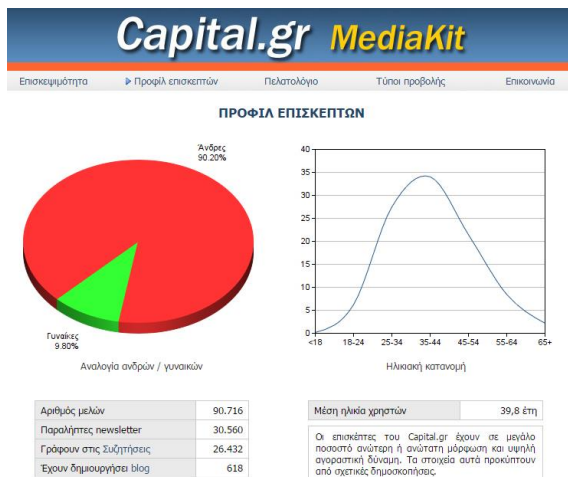 Capital.gr MediaKit
Επισκεψιμότητα Προφίλ επισκεπτών Πελατολόγιο Τύποι προβολής Επικοινωνία
ΠΡΟΦΙΛ ΕΠΙΣΚΕΠΤΩΝ
Άνδρες
90.20%
Γυναίκες
9.80%
Αναλογία ανδρών / γυναικών
40
35
30
25
20
15
10
5
0
<18 18-24 25-34 35-44 45-54 55-64 65+
Ηλικιακή κατανομή
Αριθμός μελών 90.716
Παραλήπτες newsletter 30.560
Γράφουν στις Συζητήσεις 26.432
Έχουν δημιουργήσει blog 618
Μέση ηλικία χρηστών 39,8 έτη
Οι επισκέπτες του Capital.gr έχουν σε μεγάλο
ποσοστό ανώτερη ή ανώτατη μόρφωση και υψηλή
αγοραστική δύναμη. Τα στοιχεία αυτά προκύπτουν
από σχετικές δημοσκοπήσεις.